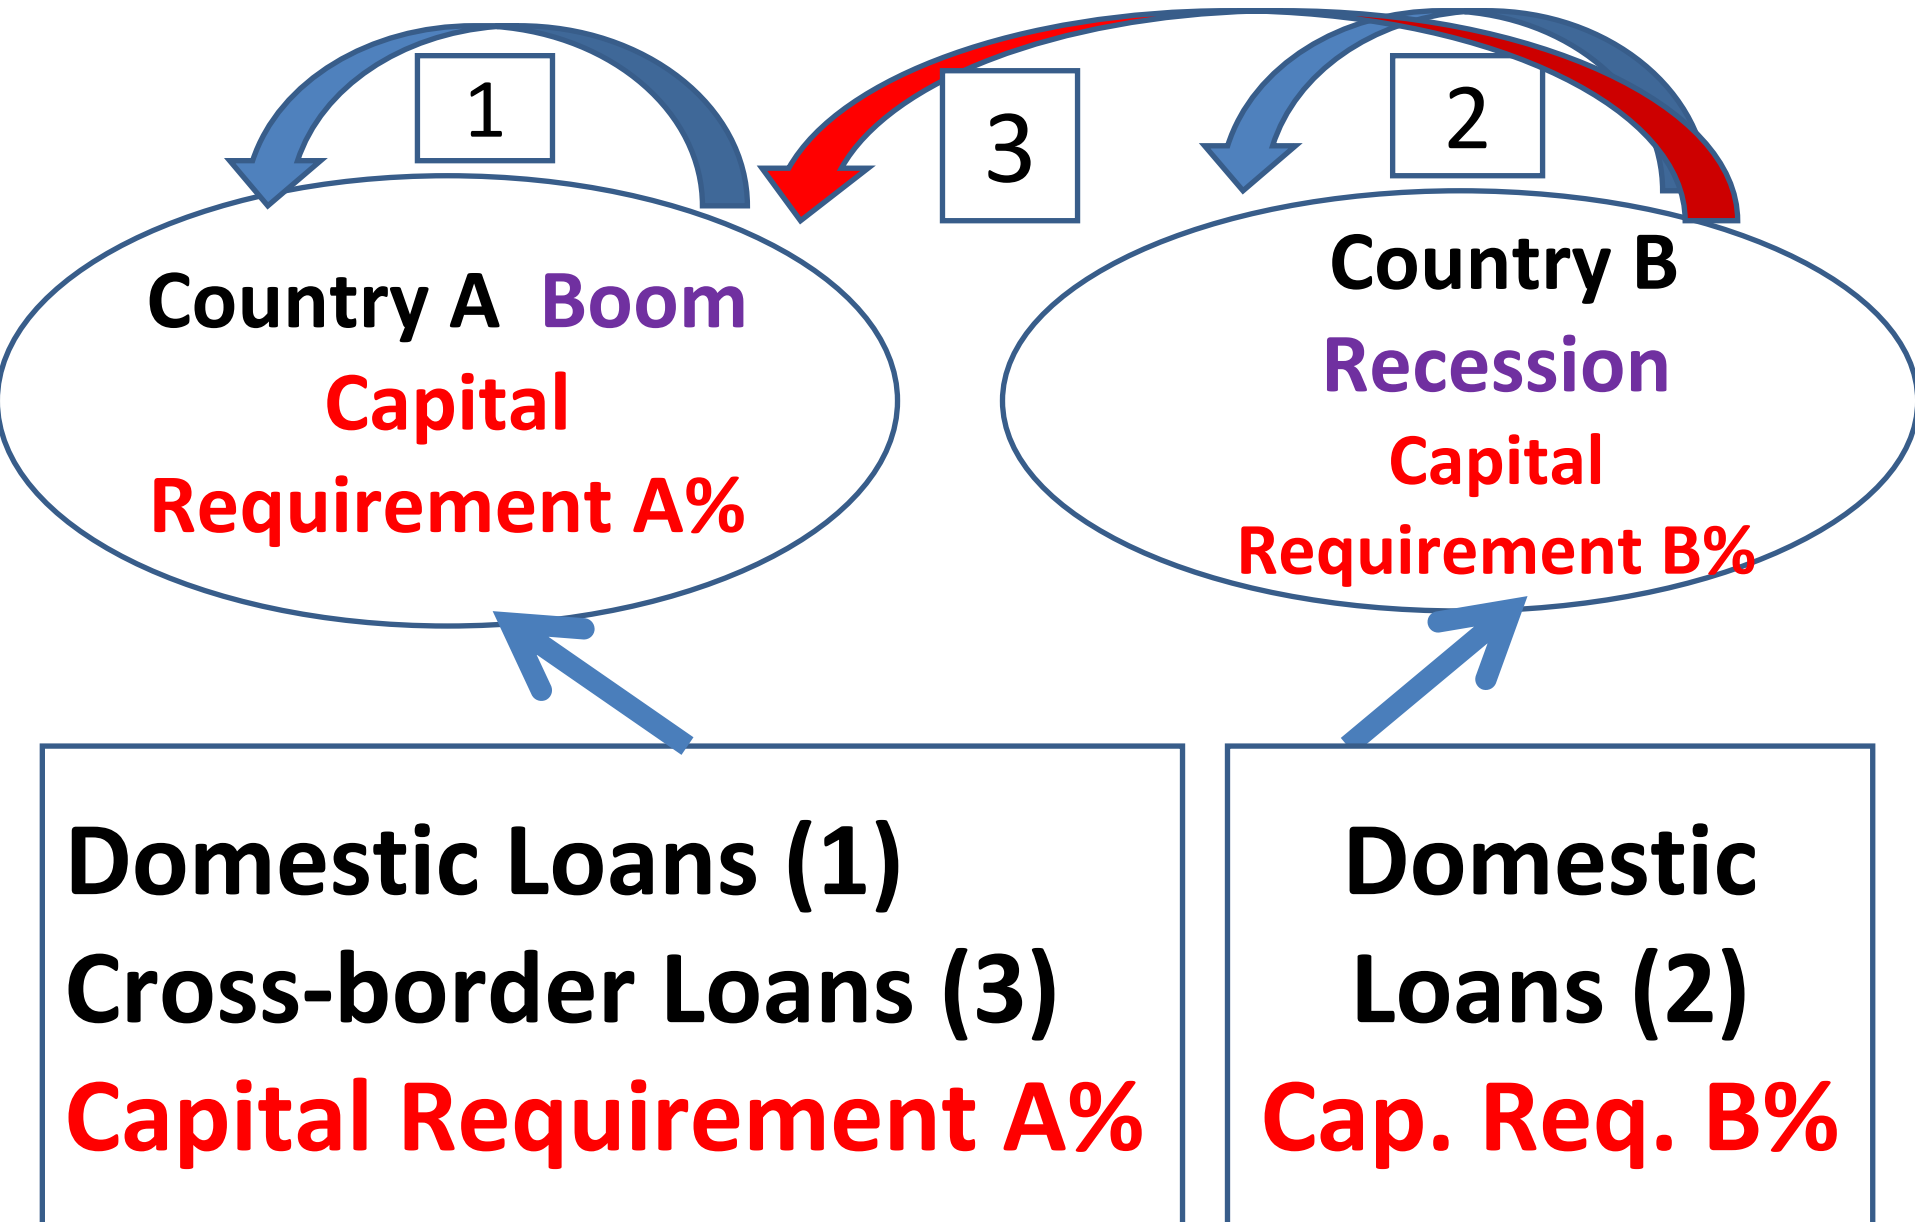 1
3
2
Country A Boom
Capital
Requirement A%
Country B
Recession
Capital
Requirement B%
Domestic Loans (1)
Cross-border Loans (3)
Capital Requirement A%
Domestic
Loans (2)
Cap. Req. B%